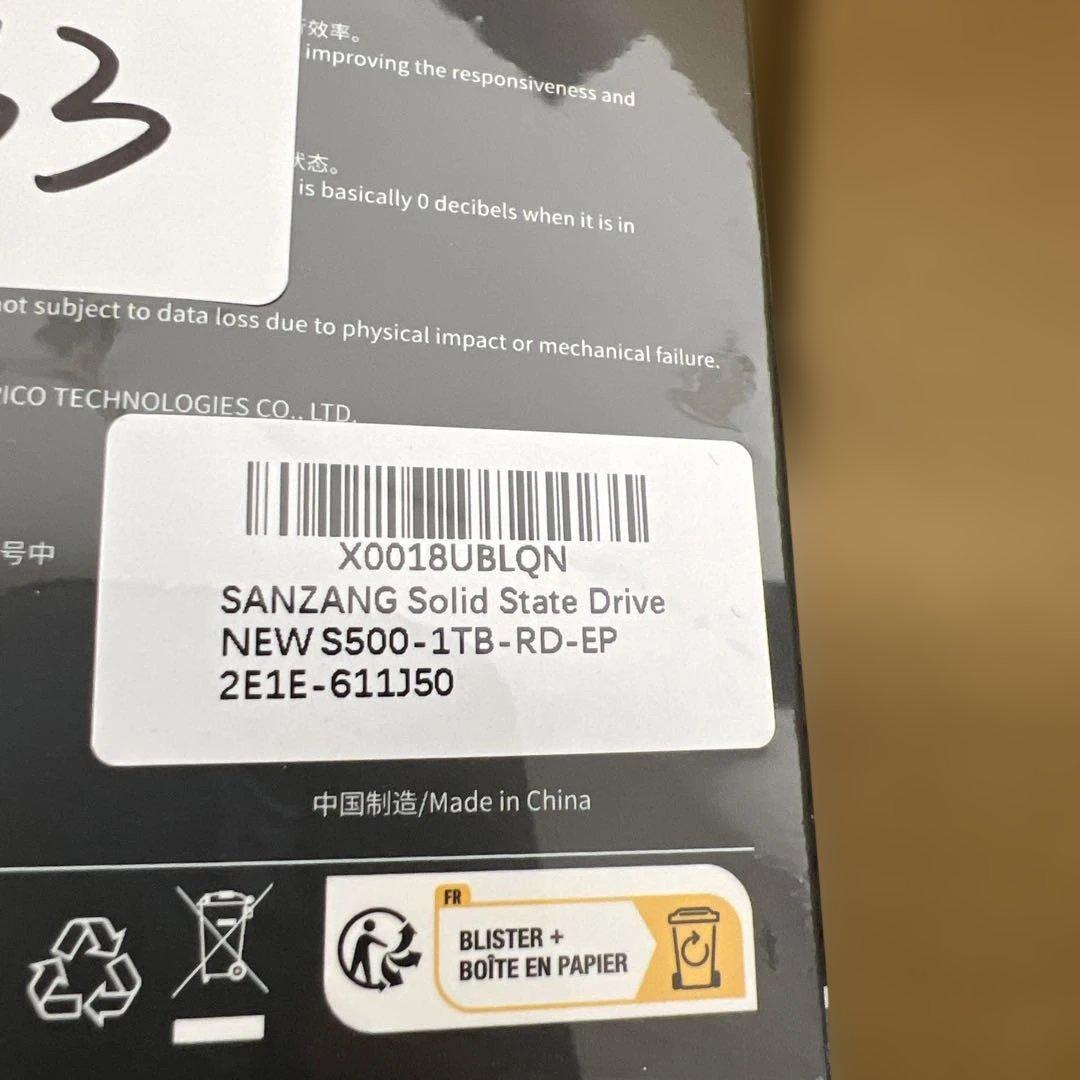 效率。
improving the responsiveness and
33
状态。
is basically 0 decibels when it is in
not subject to data loss due to physical impact or mechanical failure.
ICO TECHNOLOGIES CO., LTD.
号中
X0018UBLQN
SANZANG Solid State Drive
NEW S500-1TB-RD-EP
2E1E-611J50
中国制造/Made in China
FR
BLISTER +
BOÎTE EN PAPIER